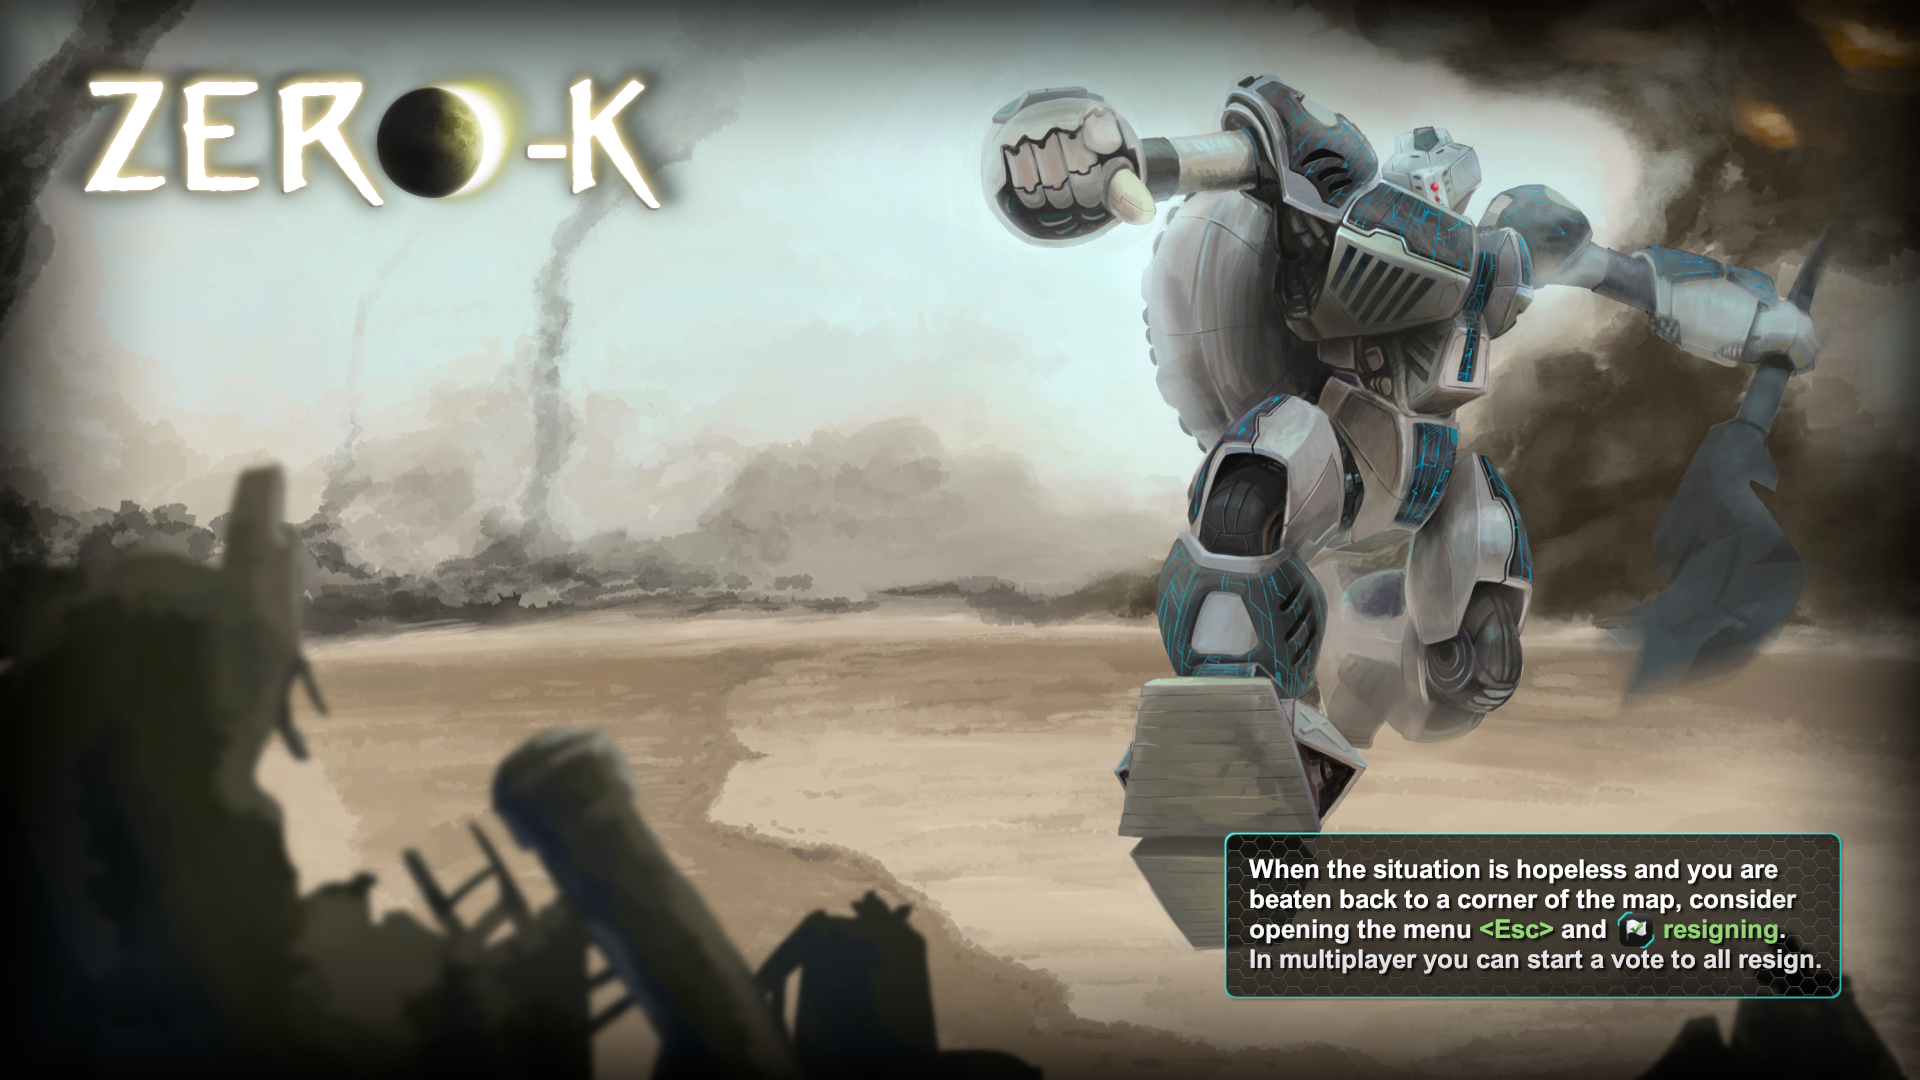 ZERO-K
When the situation is hopeless and you are
beaten back to a corner of the map, consider
opening the menu <Esc> and resigning.
In multiplayer you can start a vote to all resign.